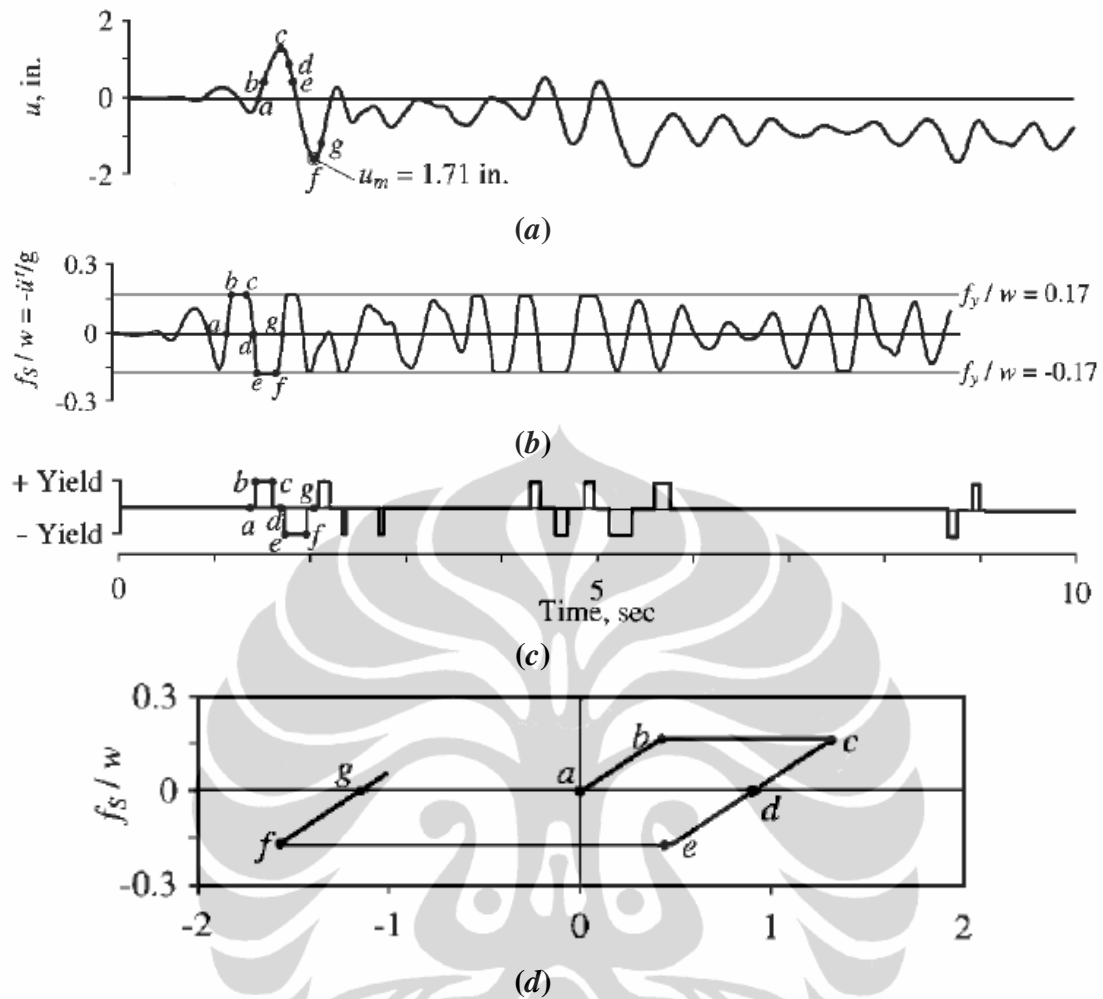 2
u, in.
0
-2
a
b
c
d
e
f
g
u_m = 1.71 in.
(a)
0.3
f_S / w = -ü^t/g
0
-0.3
a
b
c
d
e
f
g
f_y / w = 0.17
f_y / w = -0.17
(b)
+ Yield
- Yield
a
b
c
d
e
f
g
0
5
10
Time, sec
(c)
0.3
f_S / w
0
-0.3
a
b
c
d
e
f
g
-2
-1
0
1
2
(d)